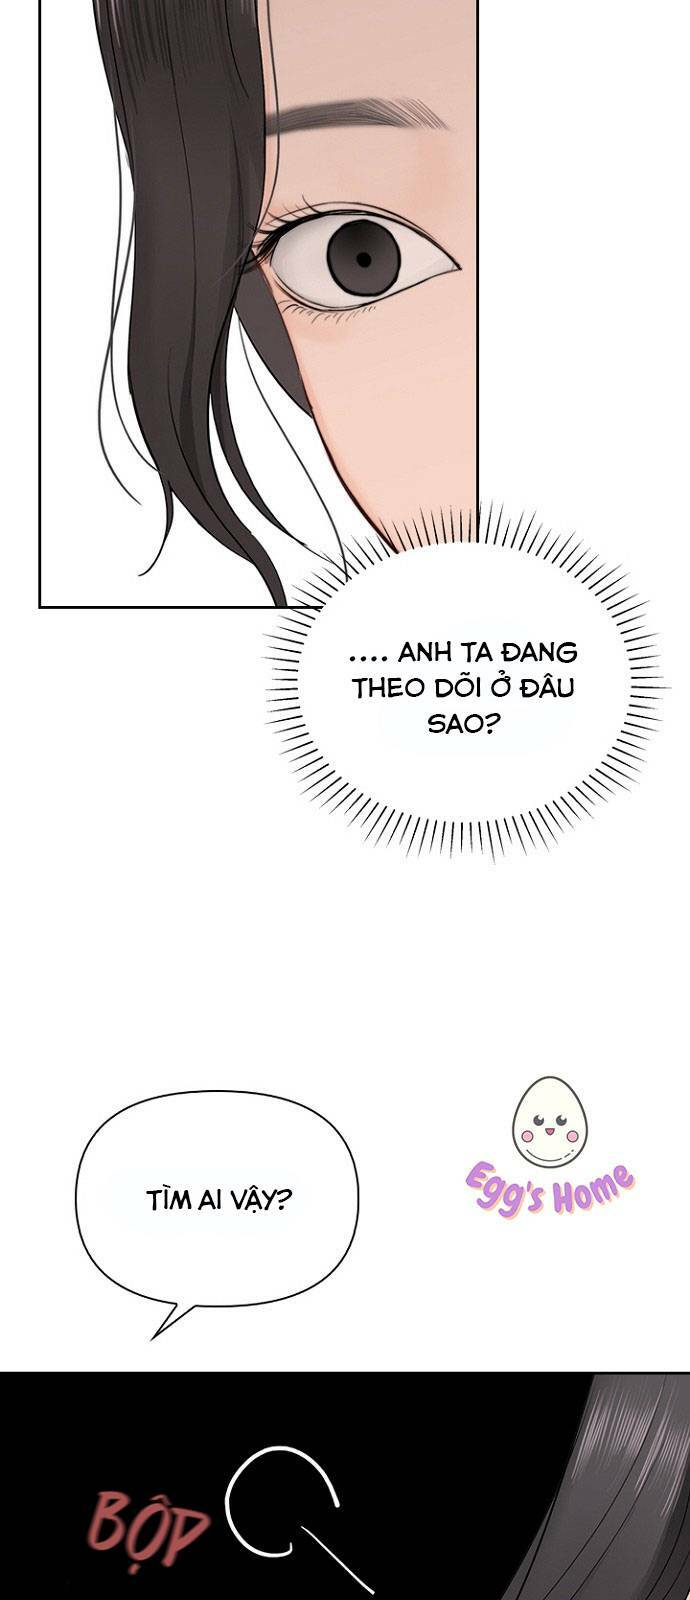 .... ANH TA ĐANG
THEO DÕI Ở ĐÂU
SAO?
Egg's Home
TÌM AI VẬY?
BỘP